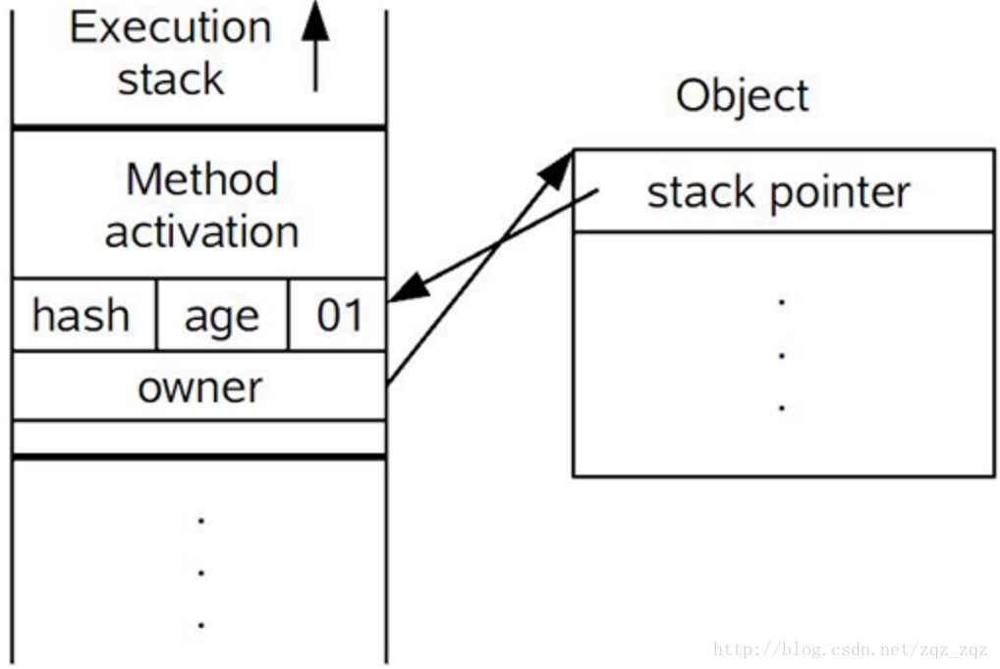 Execution
stack
Object
Method
activation
stack pointer
hash age 01
owner
http://blog.csdn.net/zqz_zqz